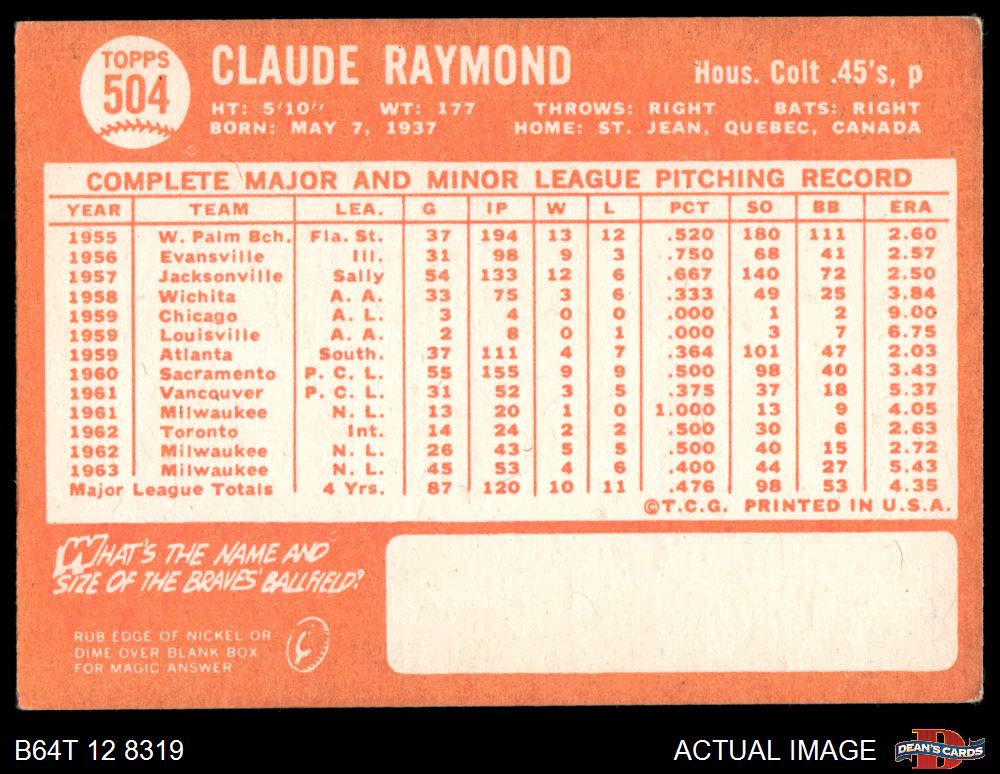 TOPPS
504
CLAUDE RAYMOND
Hous. Colt .45's, p
HT: 5'10" WT: 177 THROWS: RIGHT BATS: RIGHT
BORN: MAY 7, 1937 HOME: ST. JEAN, QUEBEC, CANADA
COMPLETE MAJOR AND MINOR LEAGUE PITCHING RECORD
YEAR TEAM LEA. G IP W L PCT SO BB ERA
1955 W. Palm Bch. Fla. St. 37 194 13 12 .520 180 111 2.60
1956 Evansville Ill. 31 98 9 3 .750 68 41 2.57
1957 Jacksonville Sally 54 133 12 6 .667 140 72 2.50
1958 Wichita A. A. 33 75 3 6 .333 49 25 3.84
1959 Chicago A. L. 3 4 0 0 .000 1 2 9.00
1959 Louisville A. A. 2 8 0 1 .000 3 7 6.75
1959 Atlanta South. 37 111 4 7 .364 101 47 2.03
1960 Sacramento P. C. L. 55 155 9 9 .500 98 40 3.43
1961 Vancouver P. C. L. 31 52 3 5 .375 37 18 5.37
1961 Milwaukee N. L. 13 20 1 0 1.000 13 9 4.05
1962 Toronto Int. 14 24 2 2 .500 30 6 2.63
1962 Milwaukee N. L. 26 43 5 5 .500 40 15 2.72
1963 Milwaukee N. L. 45 53 4 6 .400 44 27 5.43
Major League Totals 4 Yrs. 87 120 10 11 .476 98 53 4.35
©T.C.G. PRINTED IN U.S.A.
WHAT'S THE NAME AND
SIZE OF THE BRAVES' BALLFIELD?
RUB EDGE OF NICKEL OR
DIME OVER BLANK BOX
FOR MAGIC ANSWER
B64T 12 8319
ACTUAL IMAGE
DEAN'S CARDS